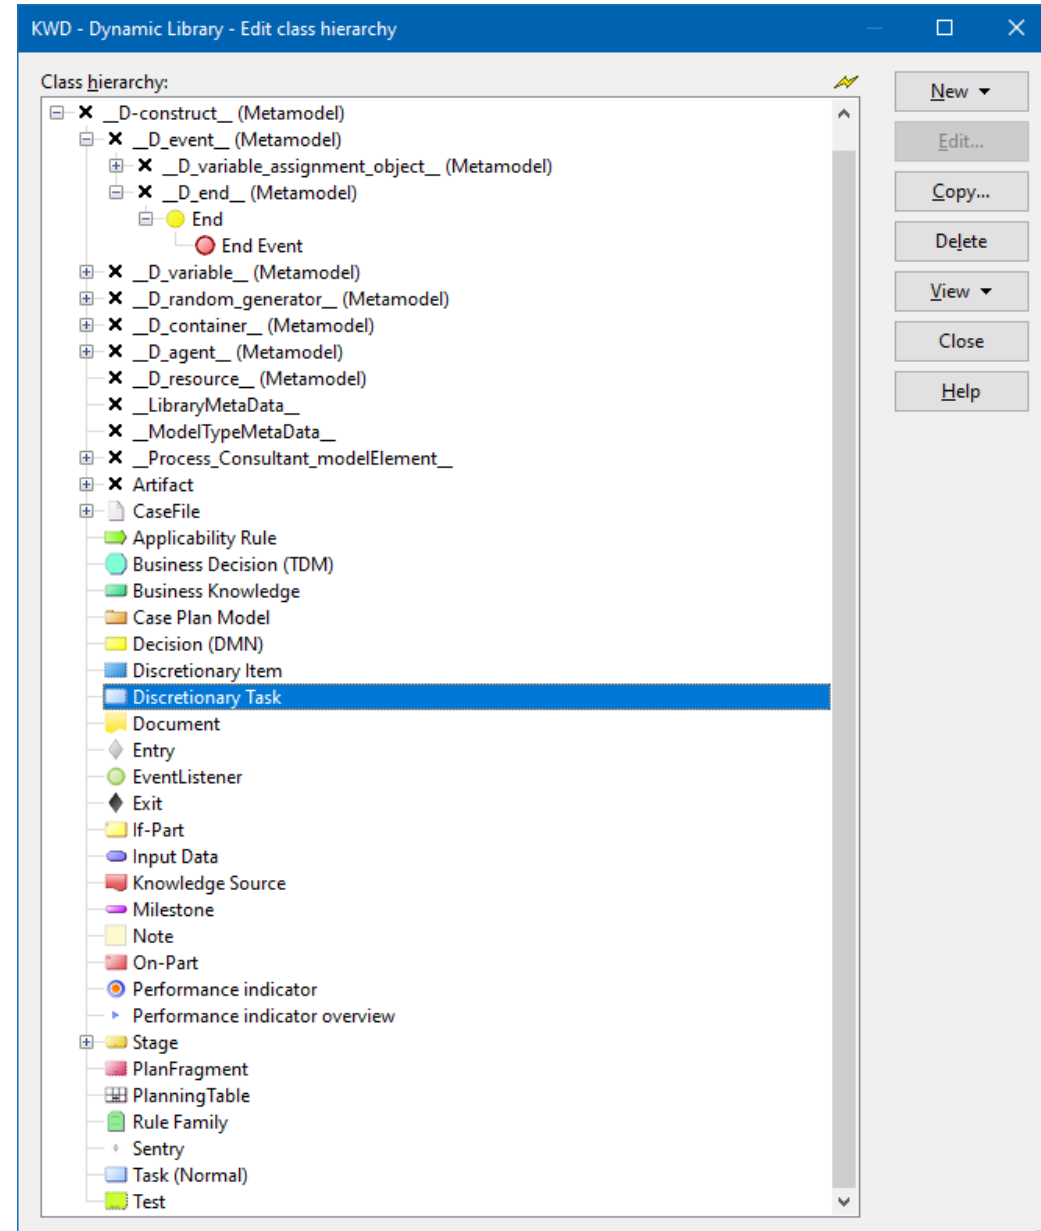 KWD - Dynamic Library - Edit class hierarchy
Class hierarchy:
__D-construct__ (Metamodel)
__D_event__ (Metamodel)
__D_variable_assignment_object__ (Metamodel)
__D_end__ (Metamodel)
End
End Event
__D_variable__ (Metamodel)
__D_random_generator__ (Metamodel)
__D_container__ (Metamodel)
__D_agent__ (Metamodel)
__D_resource__ (Metamodel)
__LibraryMetaData__
__ModelTypeMetaData__
__Process_Consultant_modelElement__
Artifact
CaseFile
Applicability Rule
Business Decision (TDM)
Business Knowledge
Case Plan Model
Decision (DMN)
Discretionary Item
Discretionary Task
Document
Entry
EventListener
Exit
If-Part
Input Data
Knowledge Source
Milestone
Note
On-Part
Performance indicator
Performance indicator overview
Stage
PlanFragment
PlanningTable
Rule Family
Sentry
Task (Normal)
Test
New
Edit...
Copy...
Delete
View
Close
Help